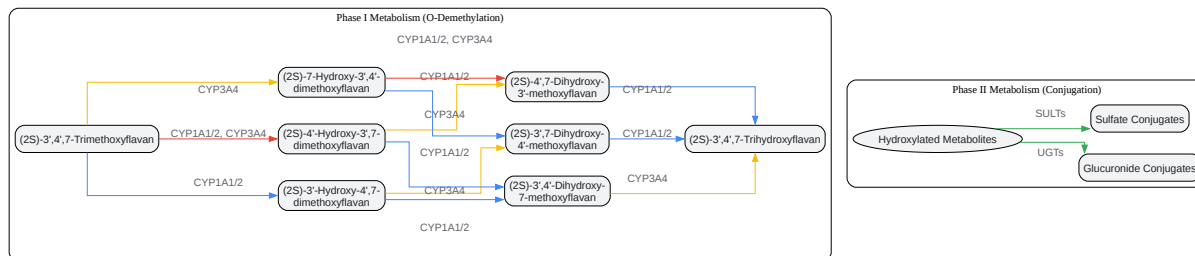 Phase I Metabolism (O-Demethylation)
CYP1A1/2, CYP3A4
(2S)-7-Hydroxy-3',4'-
dimethoxyflavan
CYP1A1/2
(2S)-4',7-Dihydroxy-
3'-methoxyflavan
CYP3A4
CYP1A1/2
CYP3A4
(2S)-3',4',7-Trimethoxyflavan
CYP1A1/2, CYP3A4
(2S)-4'-Hydroxy-3',7-
dimethoxyflavan
(2S)-3',7-Dihydroxy-
4'-methoxyflavan
CYP1A1/2
(2S)-3',4',7-Trihydroxyflavan
CYP1A1/2
CYP1A1/2
(2S)-3'-Hydroxy-4',7-
dimethoxyflavan
CYP3A4
(2S)-3',4'-Dihydroxy-
7-methoxyflavan
CYP3A4
CYP1A1/2
Phase II Metabolism (Conjugation)
SULTs
Sulfate Conjugates
Hydroxylated Metabolites
UGTs
Glucuronide Conjugates